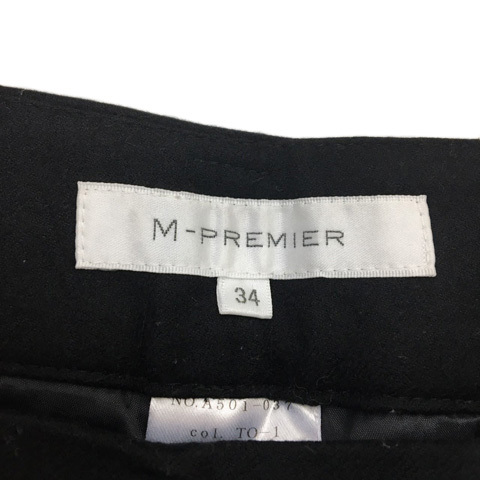 M-PREMIER
34
NO.A501-037
col. TO-1